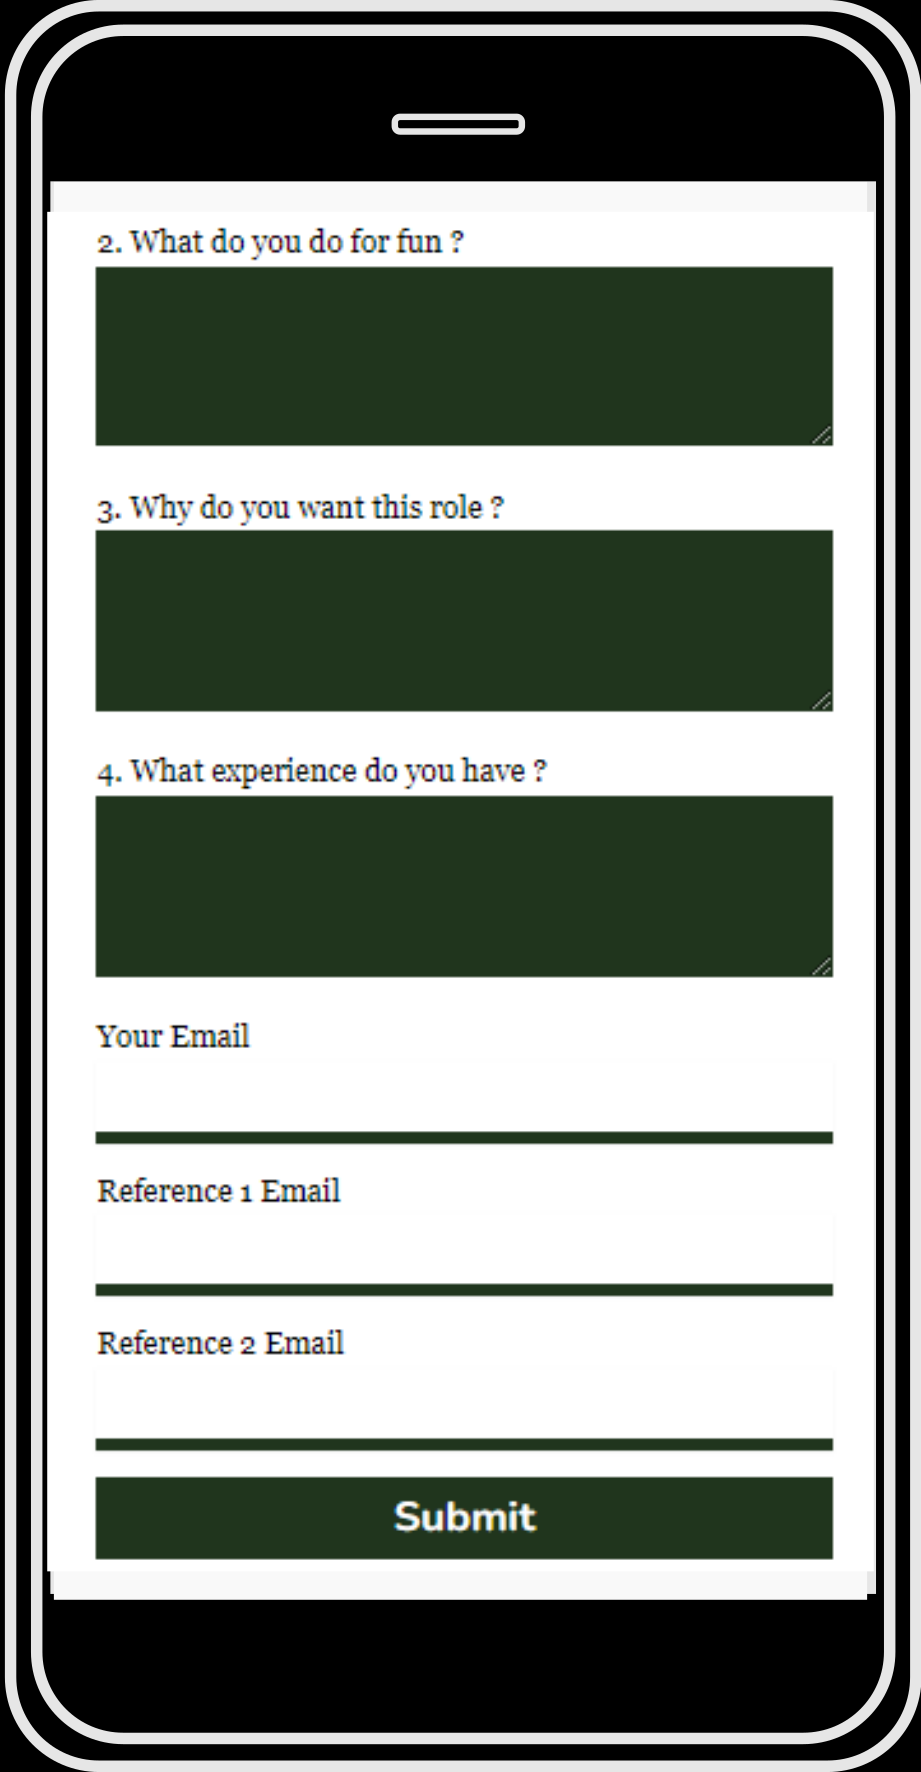 2. What do you do for fun ?
3. Why do you want this role ?
4. What experience do you have ?
Your Email
Reference 1 Email
Reference 2 Email
Submit